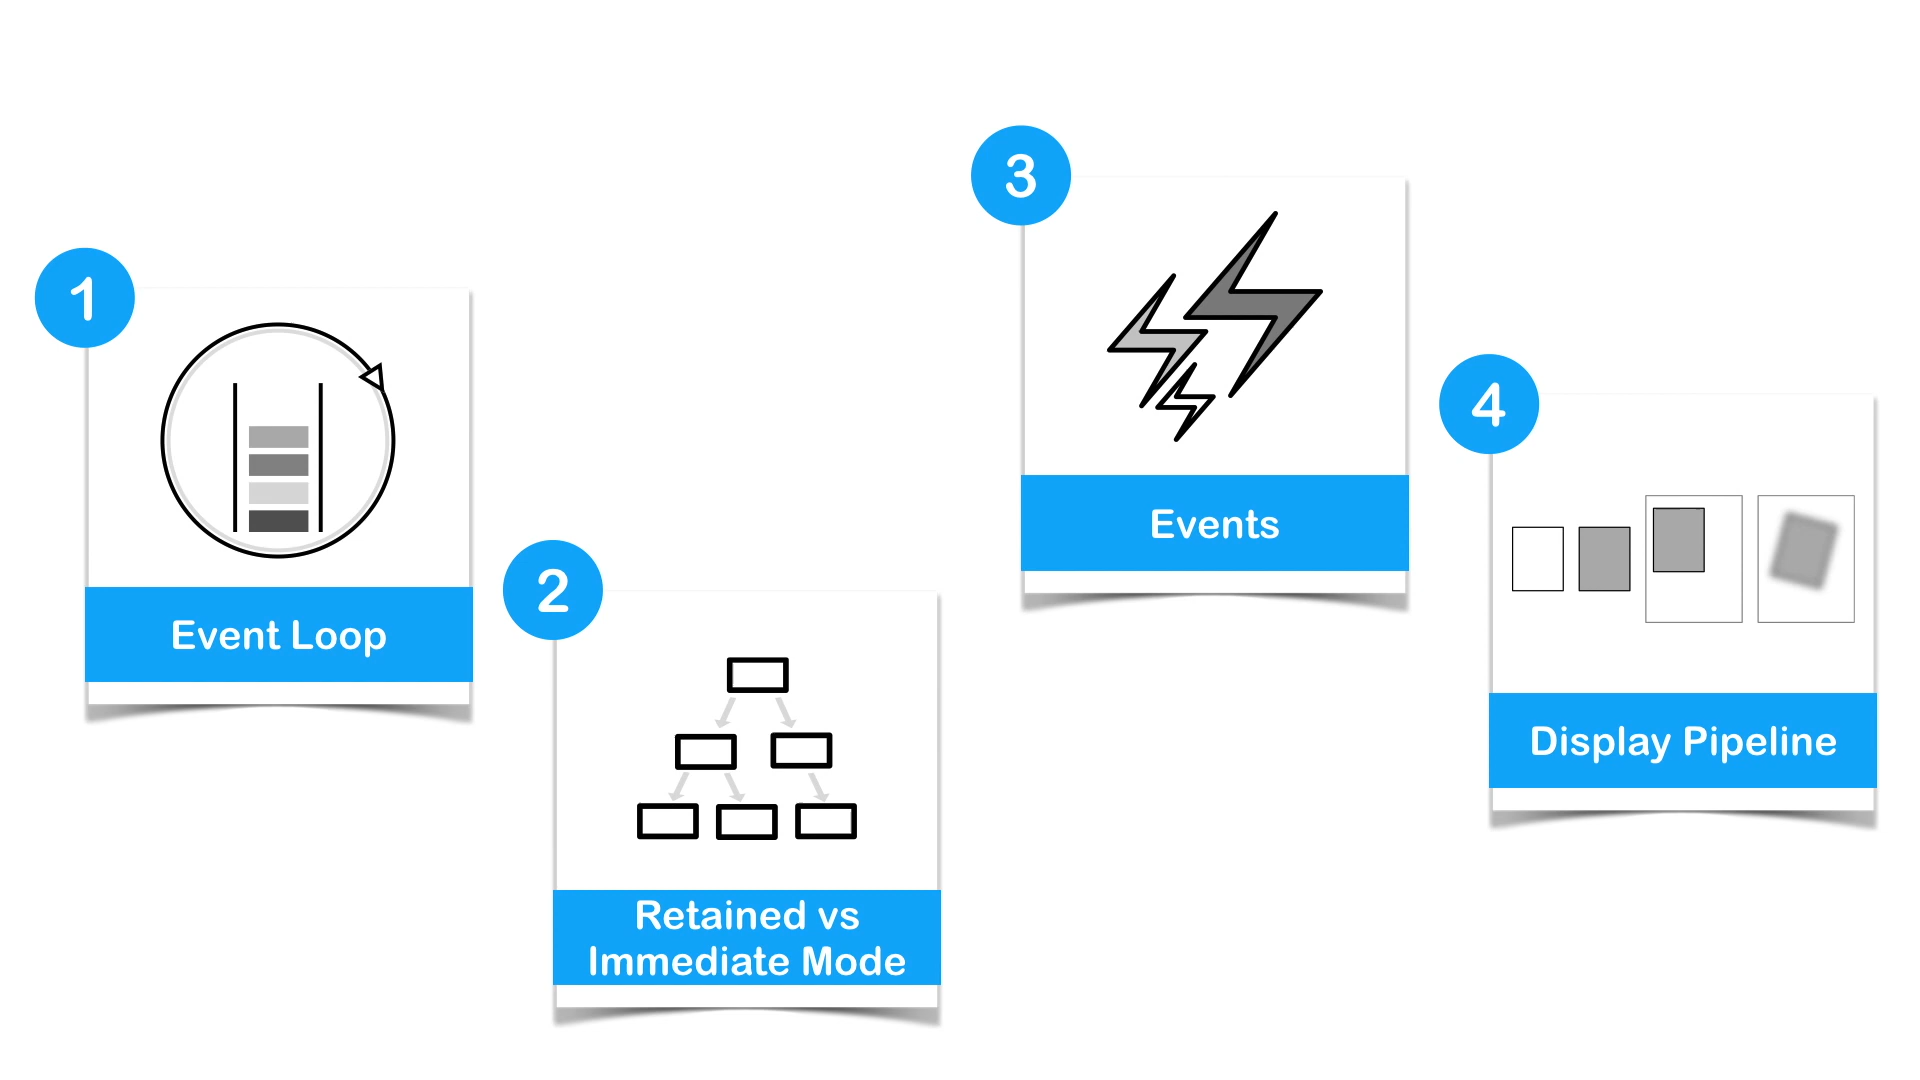 1
Event Loop
2
Retained vs
Immediate Mode
3
Events
4
Display Pipeline